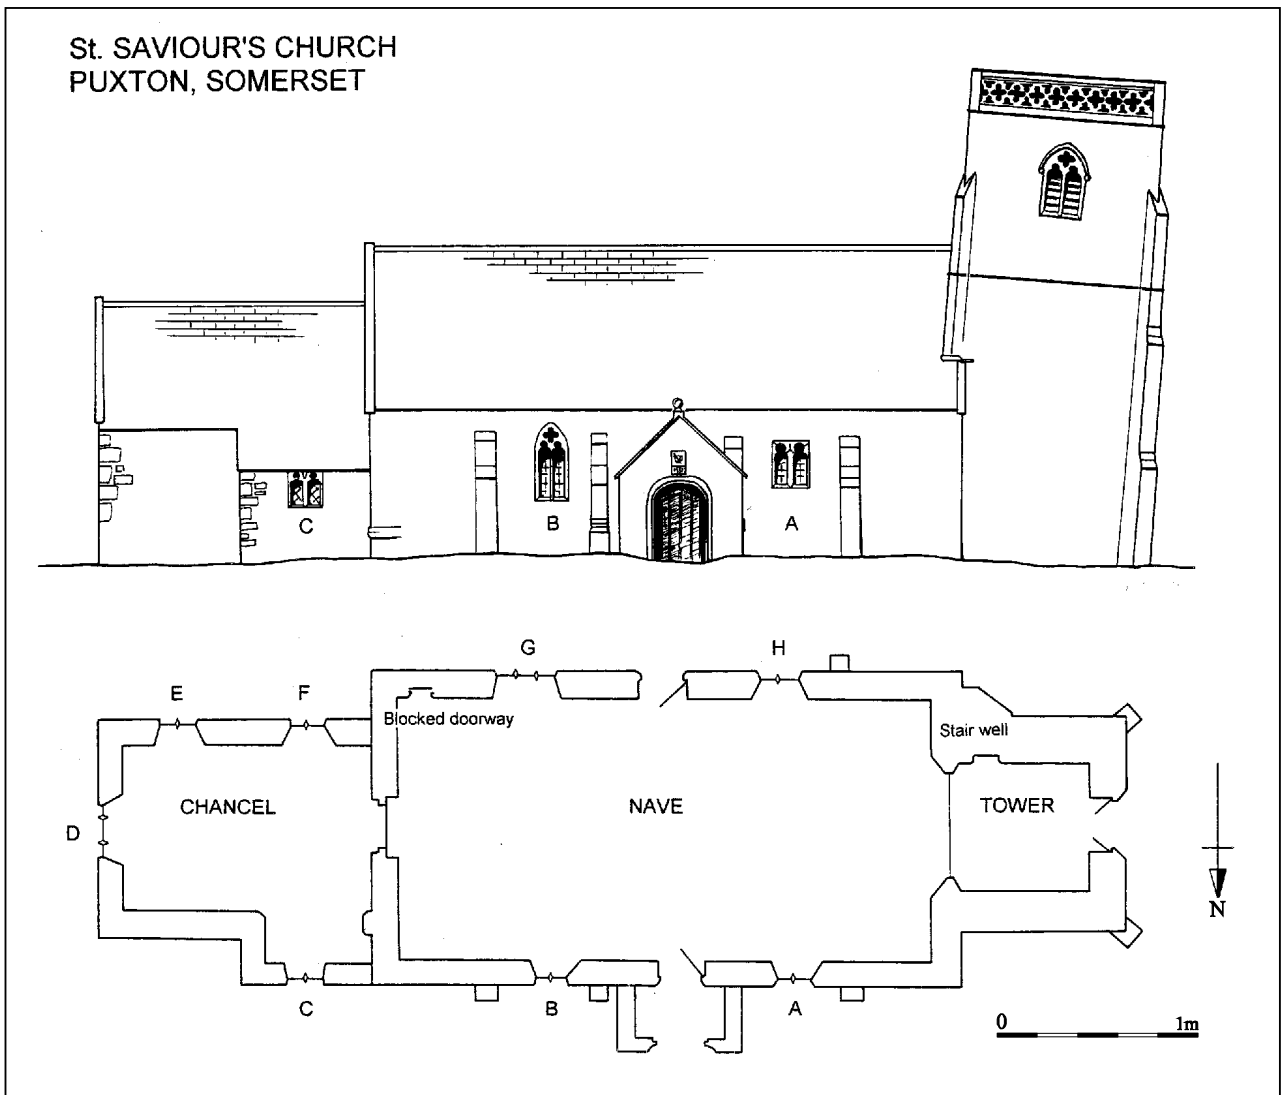 St. SAVIOUR'S CHURCH
PUXTON, SOMERSET
C
B
A
G
H
E
F
Blocked doorway
Stair well
CHANCEL
NAVE
TOWER
D
N
C
B
A
0 1m